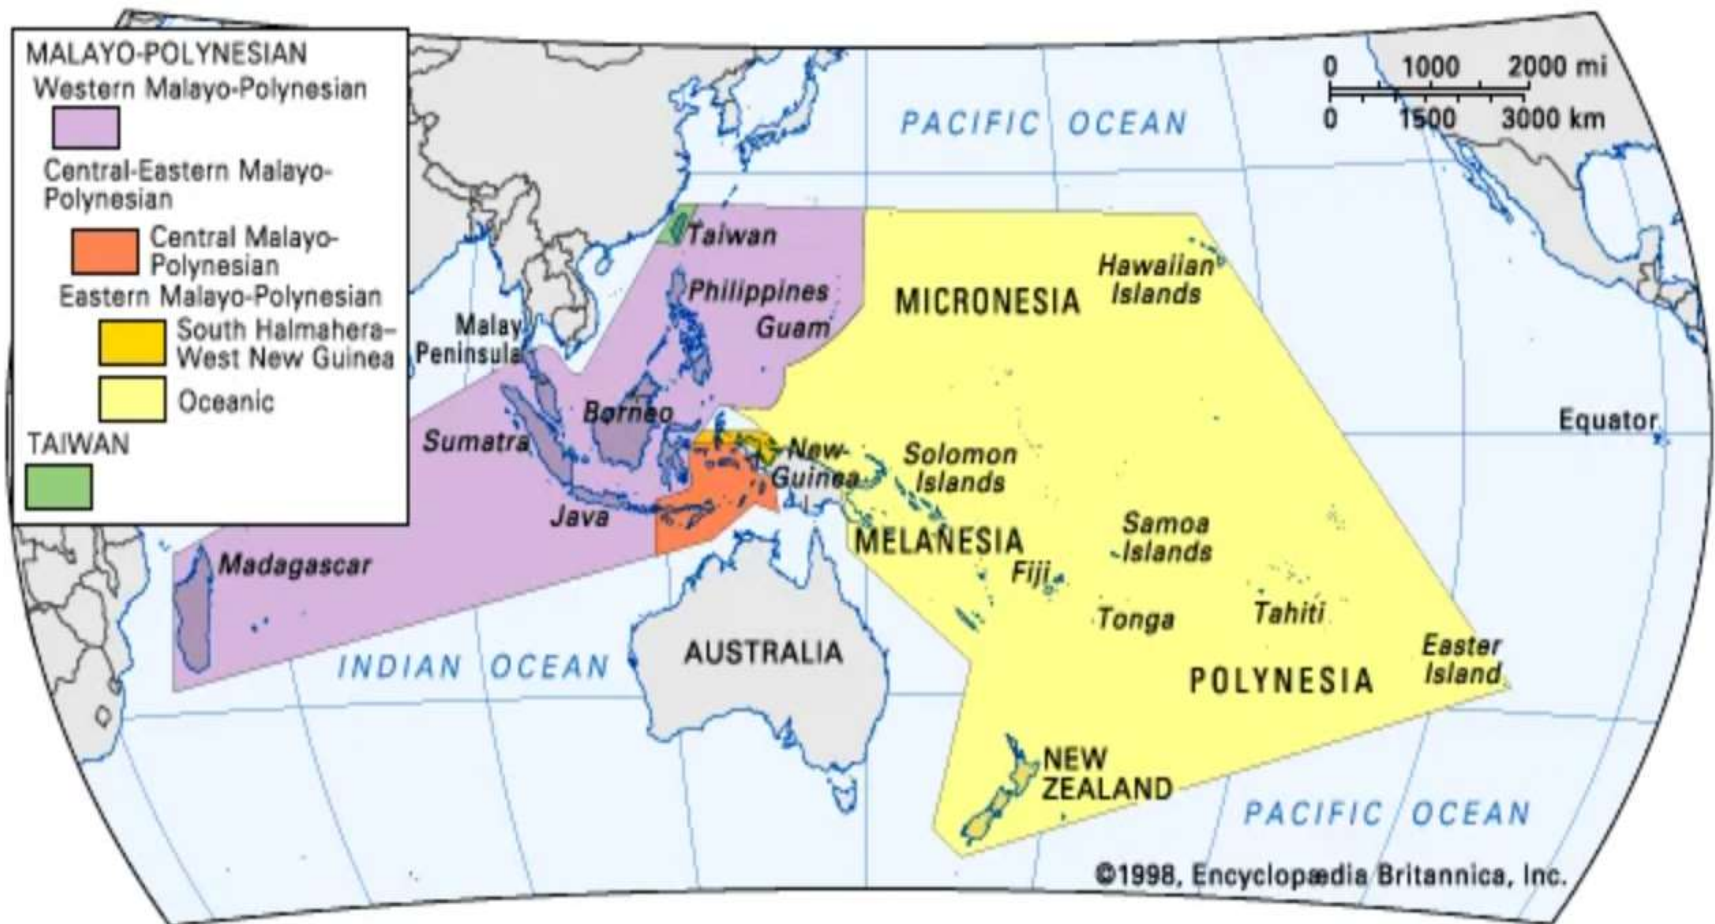 MALAYO-POLYNESIAN
Western Malayo-Polynesian
Central-Eastern Malayo-
Polynesian
Central Malayo-
Polynesian
Eastern Malayo-Polynesian
South Halmahera–
West New Guinea
Oceanic
TAIWAN
0 1000 2000 mi
0 1500 3000 km
PACIFIC OCEAN
Taiwan
Philippines
Guam
Malay
Peninsula
MICRONESIA
Hawaiian
Islands
Borneo
Sumatra
Java
New
Guinea
Solomon
Islands
Equator
MELANESIA
Samoa
Islands
Fiji
Tonga
Tahiti
Madagascar
INDIAN OCEAN
AUSTRALIA
POLYNESIA
Easter
Island
NEW
ZEALAND
PACIFIC OCEAN
©1998, Encyclopædia Britannica, Inc.